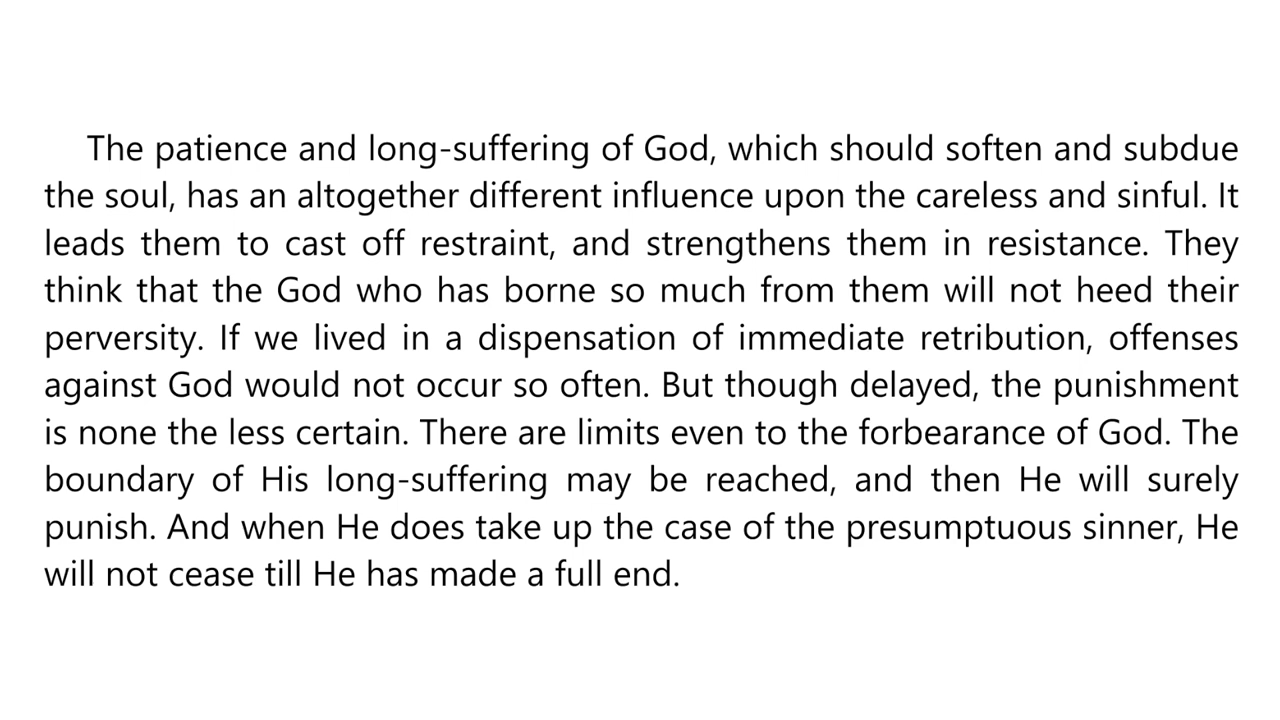 The patience and long-suffering of God, which should soften and subdue
the soul, has an altogether different influence upon the careless and sinful. It
leads them to cast off restraint, and strengthens them in resistance. They
think that the God who has borne so much from them will not heed their
perversity. If we lived in a dispensation of immediate retribution, offenses
against God would not occur so often. But though delayed, the punishment
is none the less certain. There are limits even to the forbearance of God. The
boundary of His long-suffering may be reached, and then He will surely
punish. And when He does take up the case of the presumptuous sinner, He
will not cease till He has made a full end.